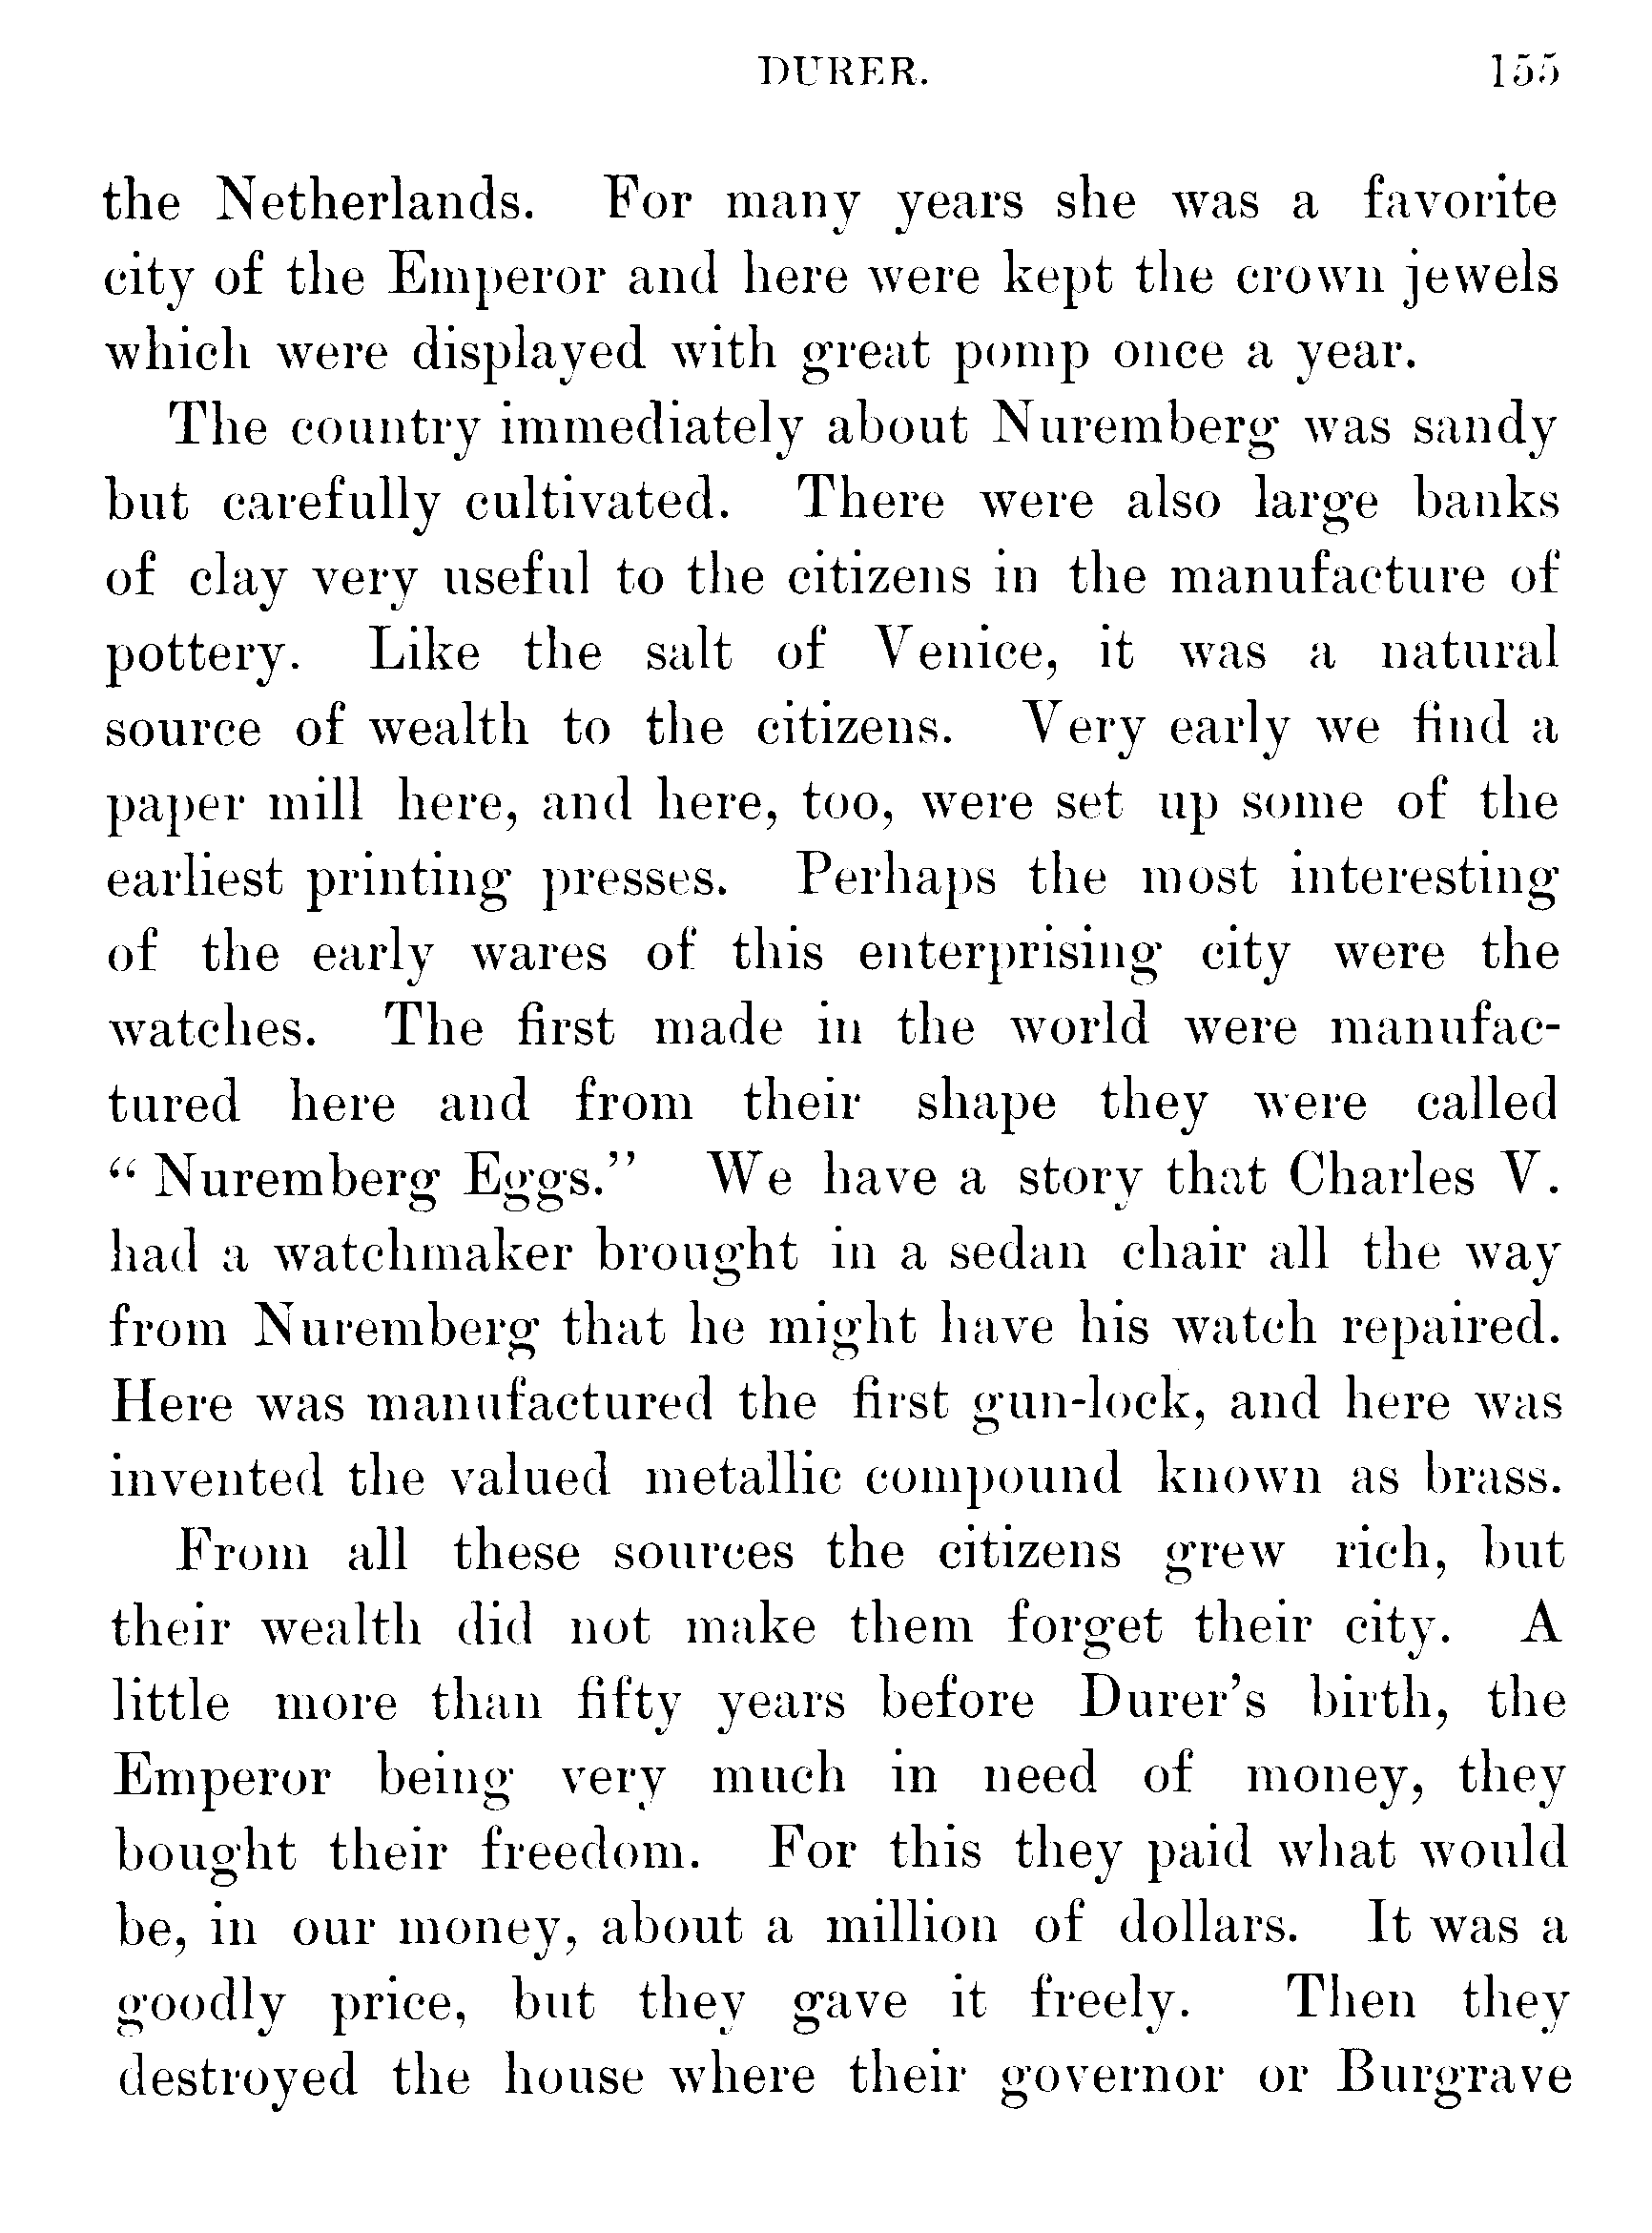 DURER. 155
the Netherlands. For many years she was a favorite
city of the Emperor and here were kept the crown jewels
which were displayed with great pomp once a year.
The country immediately about Nuremberg was sandy
but carefully cultivated. There were also large banks
of clay very useful to the citizens in the manufacture of
pottery. Like the salt of Venice, it was a natural
source of wealth to the citizens. Very early we find a
paper mill here, and here, too, were set up some of the
earliest printing presses. Perhaps the most interesting
of the early wares of this enterprising city were the
watches. The first made in the world were manufac-
tured here and from their shape they were called
“Nuremberg Eggs.” We have a story that Charles V.
had a watchmaker brought in a sedan chair all the way
from Nuremberg that he might have his watch repaired.
Here was manufactured the first gun-lock, and here was
invented the valued metallic compound known as brass.
From all these sources the citizens grew rich, but
their wealth did not make them forget their city. A
little more than fifty years before Durer’s birth, the
Emperor being very much in need of money, they
bought their freedom. For this they paid what would
be, in our money, about a million of dollars. It was a
goodly price, but they gave it freely. Then they
destroyed the house where their governor or Burgrave